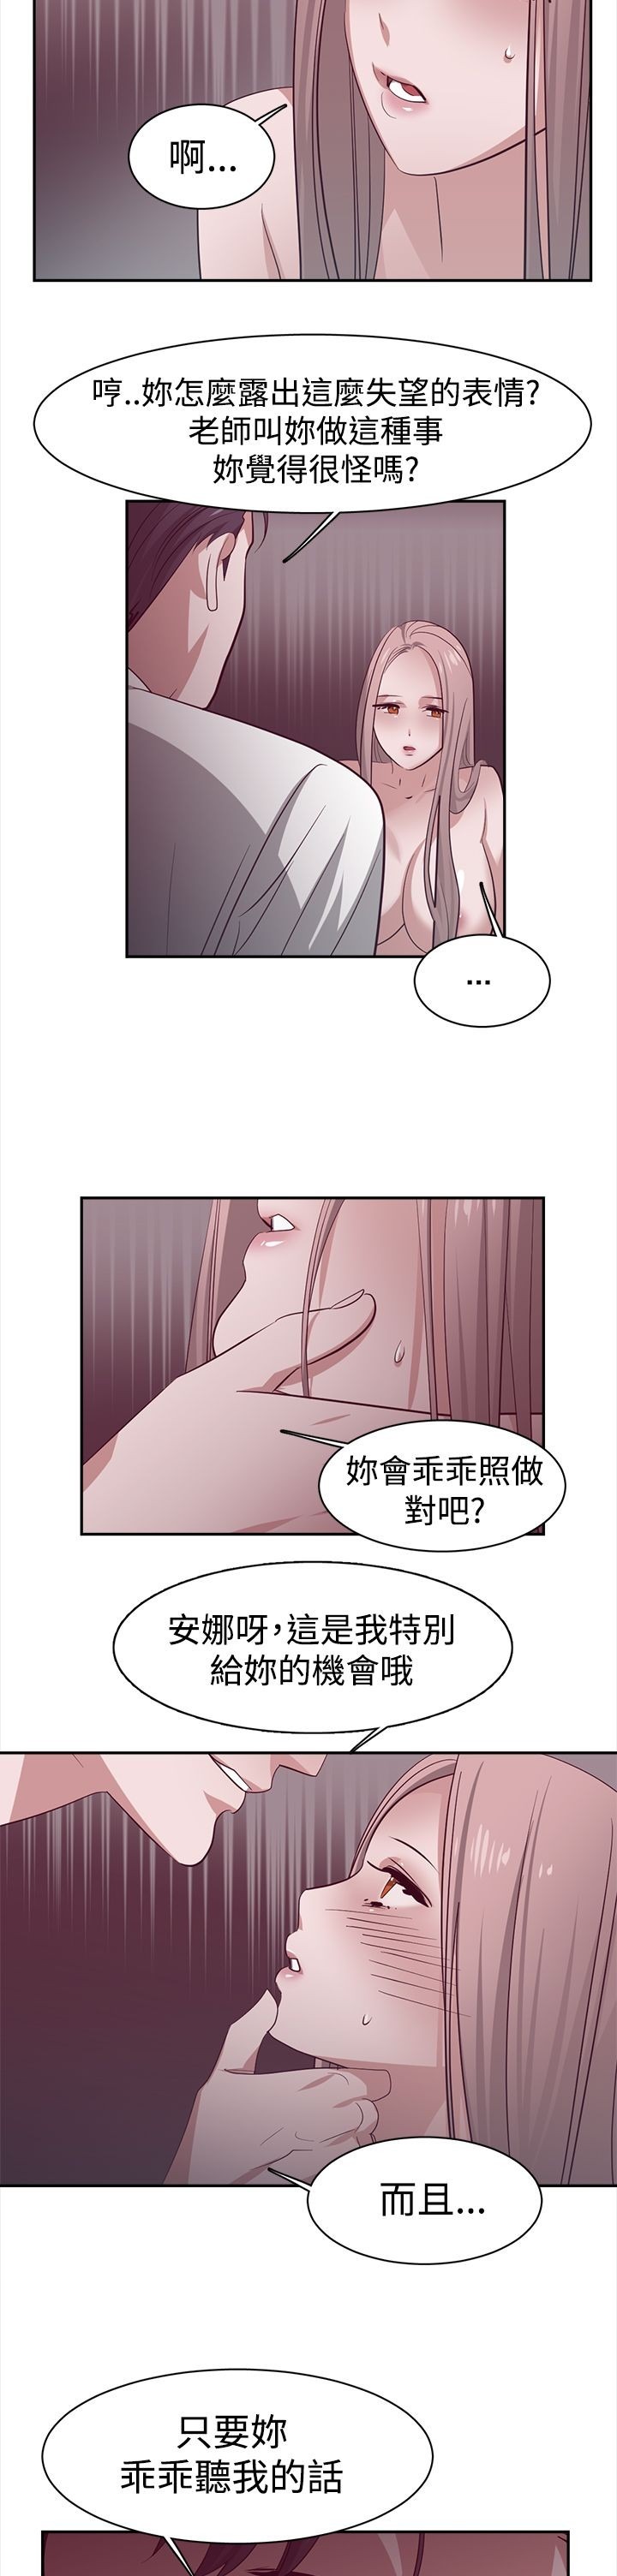 啊...
哼..妳怎麼露出這麼失望的表情?
老師叫妳做這種事
妳覺得很怪嗎?
...
妳會乖乖照做
對吧?
安娜呀,這是我特別
給妳的機會哦
而且...
只要妳
乖乖聽我的話